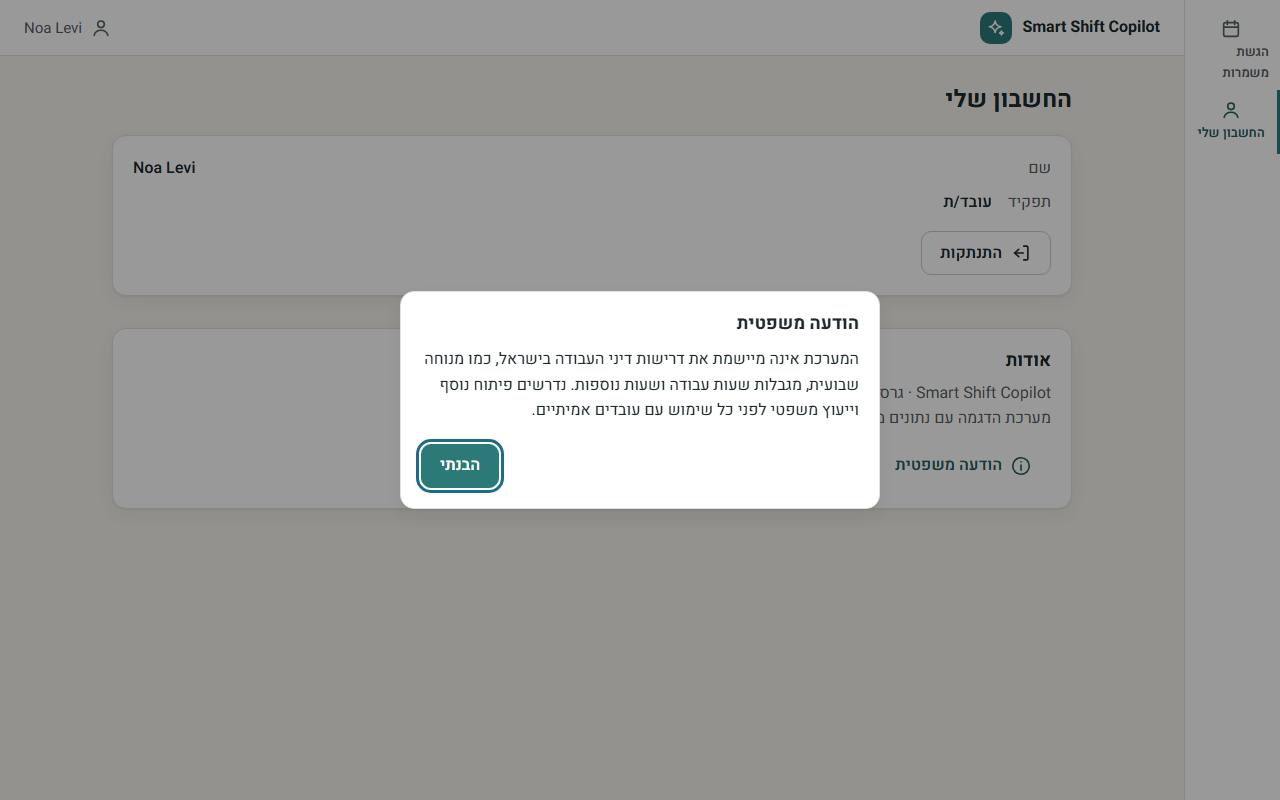 Smart Shift Copilot
Noa Levi
הגשת
משמרות
החשבון שלי
החשבון שלי
שם
Noa Levi
תפקיד עובד/ת
התנתקות
אודות
Smart Shift Copilot ·
מערכת הדגמה עם נתונים
הודעה משפטית
הודעה משפטית
המערכת אינה מיישמת את דרישות דיני העבודה בישראל, כמו מנוחה
שבועית, מגבלות שעות עבודה ושעות נוספות. נדרשים פיתוח נוסף
וייעוץ משפטי לפני כל שימוש עם עובדים אמיתיים.
הבנתי